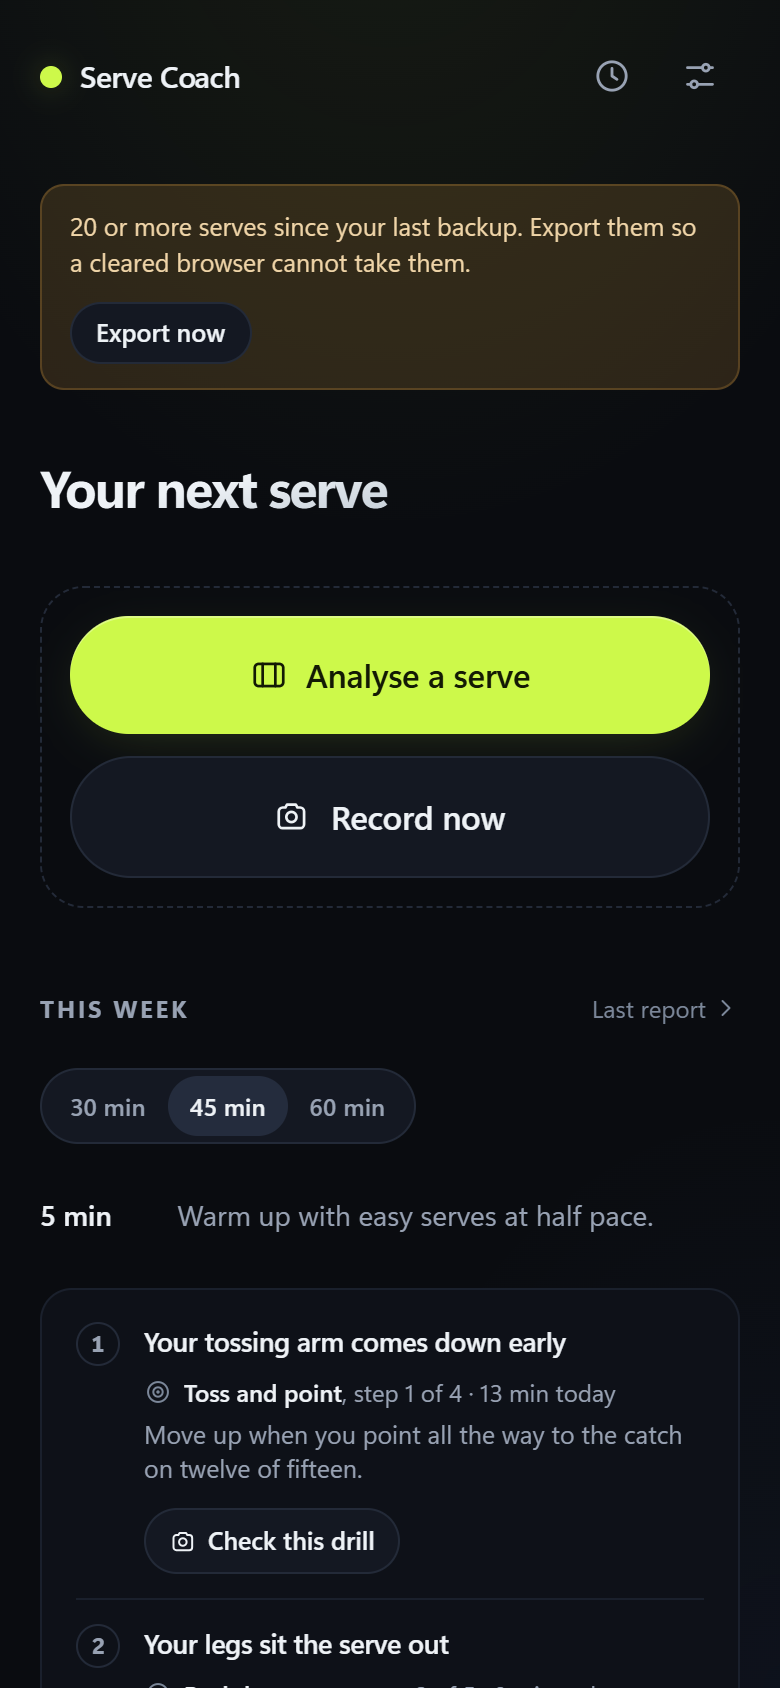 Serve Coach
20 or more serves since your last backup. Export them so
a cleared browser cannot take them.
Export now
Your next serve
Analyse a serve
Record now
THIS WEEK
Last report
30 min 45 min 60 min
5 min Warm up with easy serves at half pace.
1 Your tossing arm comes down early
Toss and point, step 1 of 4 · 13 min today
Move up when you point all the way to the catch
on twelve of fifteen.
Check this drill
2 Your legs sit the serve out